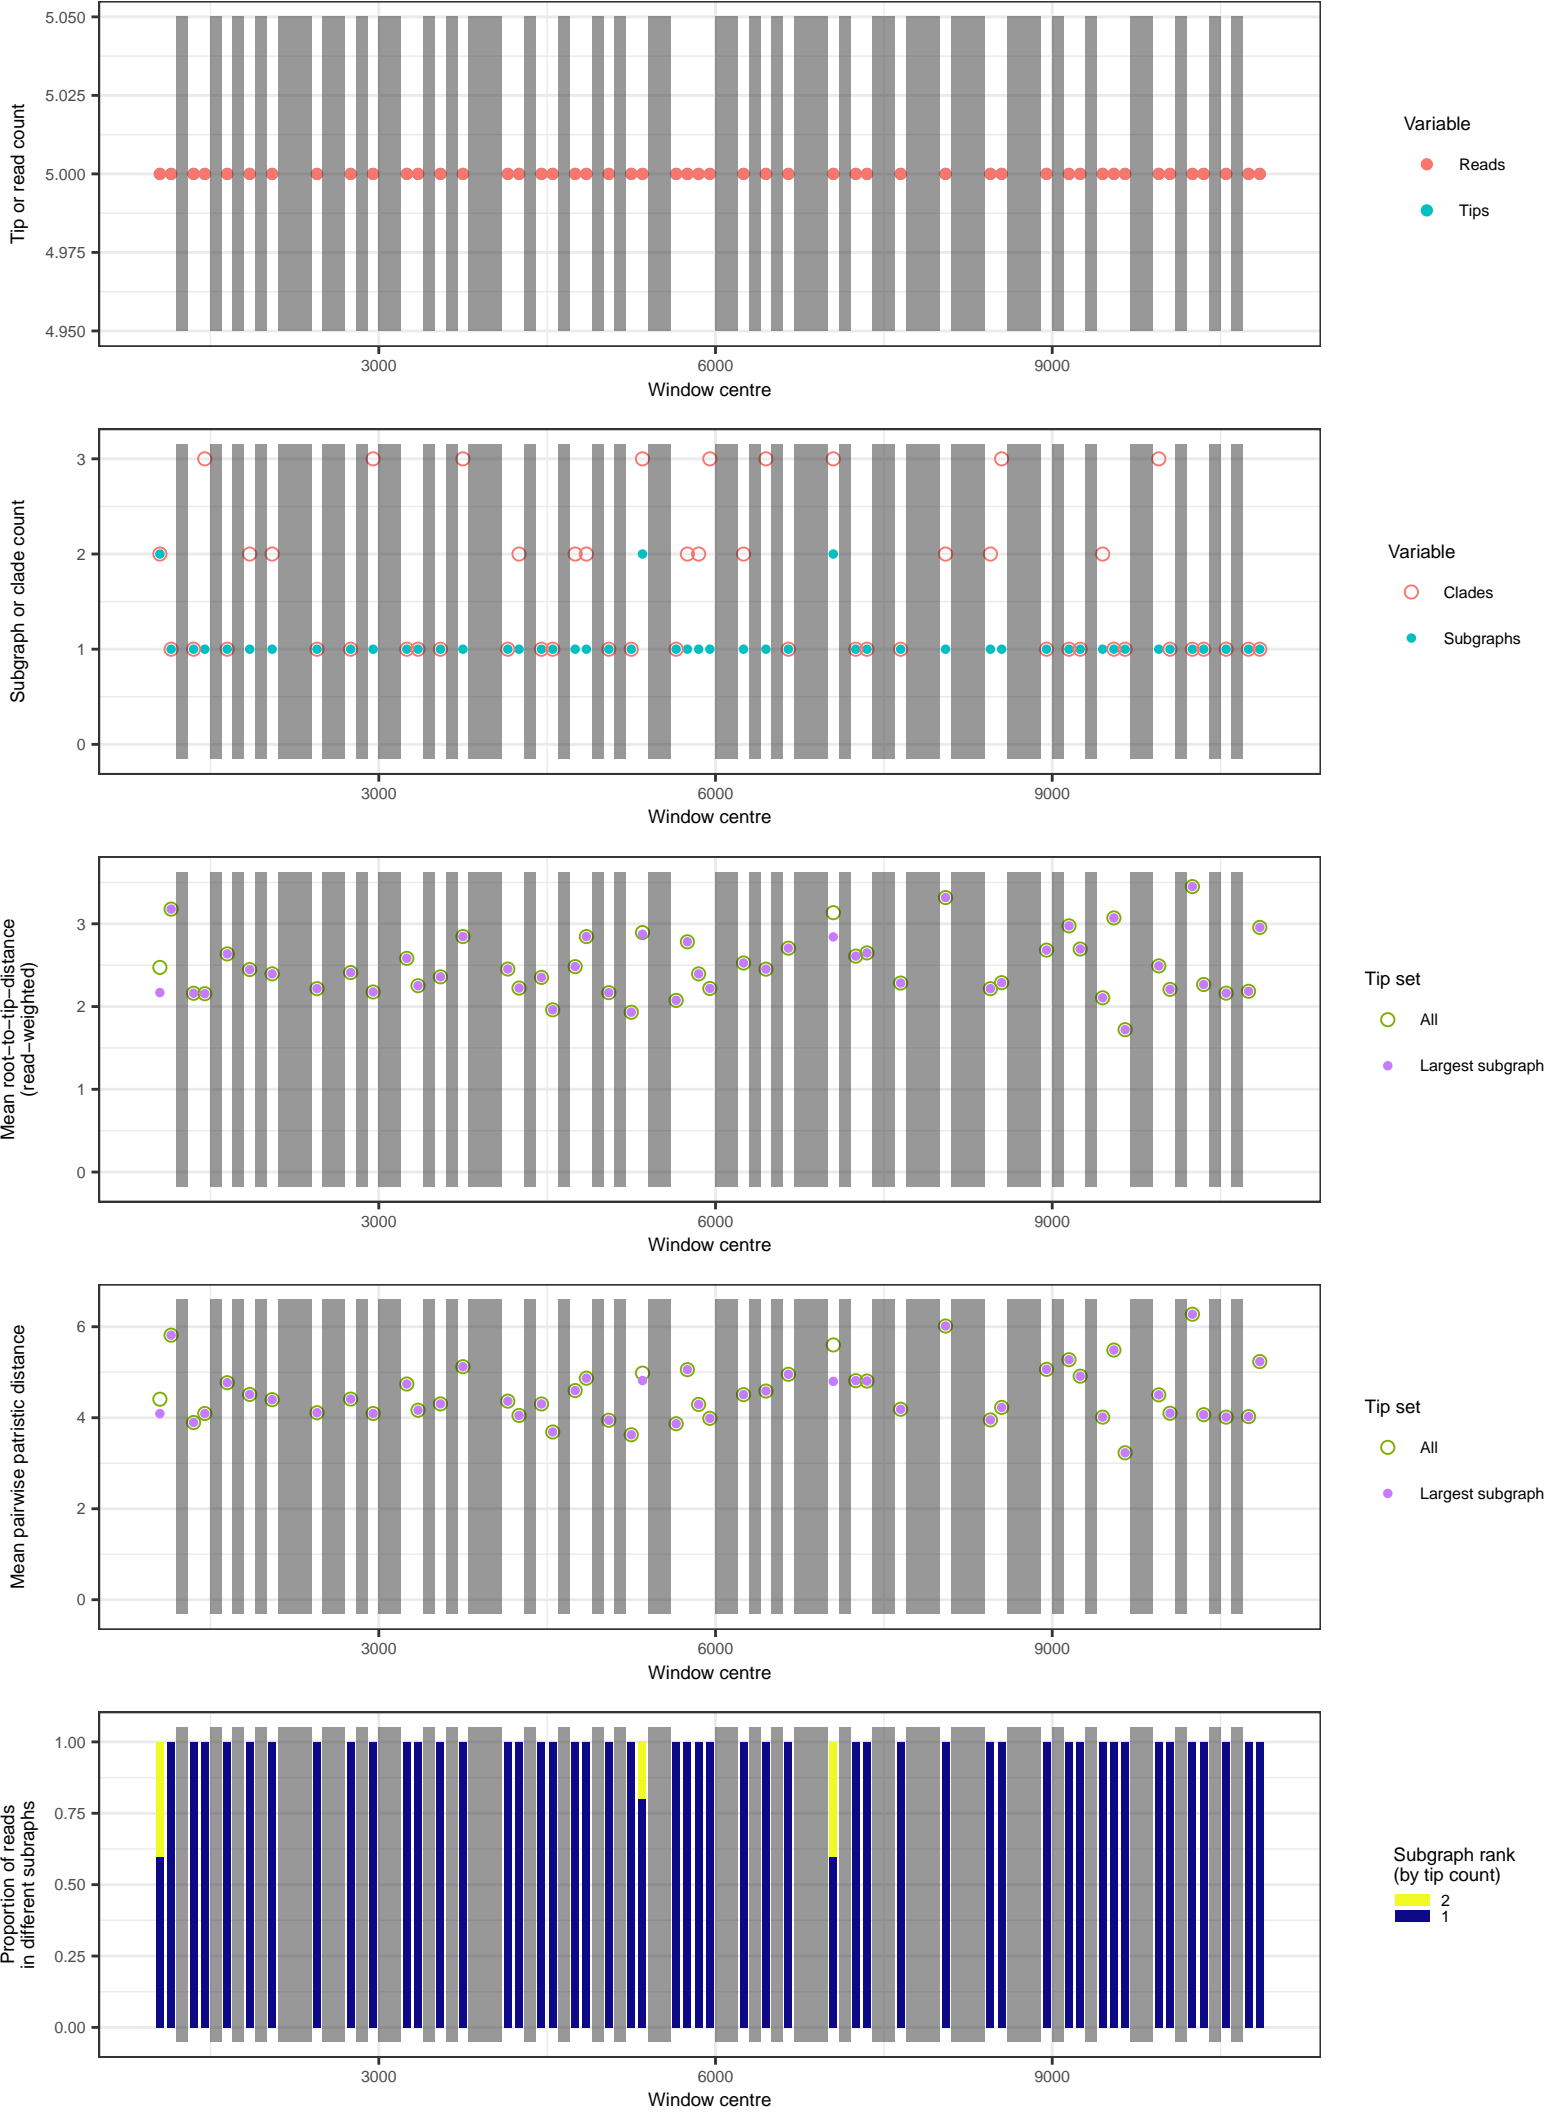 5.050
5.025
5.000
4.975
4.950
Tip or read count
3000
6000
9000
Window centre
Variable
Reads
Tips
3
2
1
0
Subgraph or clade count
3000
6000
9000
Window centre
Variable
Clades
Subgraphs
3
2
1
0
Mean root−to−tip−distance
(read−weighted)
3000
6000
9000
Window centre
Tip set
All
Largest subgraph
6
4
2
0
Mean pairwise patristic distance
3000
6000
9000
Window centre
Tip set
All
Largest subgraph
1.00
0.75
0.50
0.25
0.00
Proportion of reads
in different subraphs
3000
6000
9000
Window centre
Subgraph rank
(by tip count)
2
1